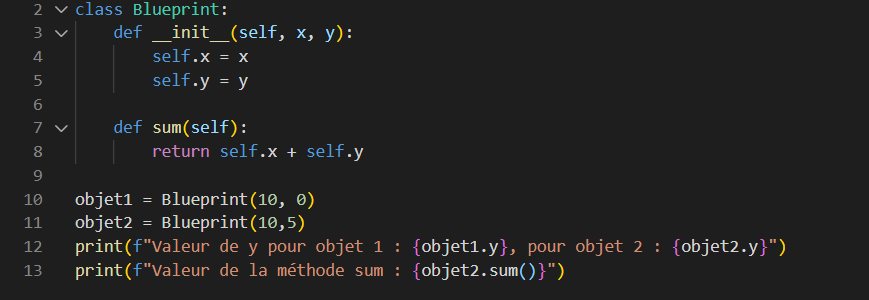 2 class Blueprint:
3     def __init__(self, x, y):
4         self.x = x
5         self.y = y
6
7     def sum(self):
8         return self.x + self.y
9
10 objet1 = Blueprint(10, 0)
11 objet2 = Blueprint(10,5)
12 print(f"Valeur de y pour objet 1 : {objet1.y}, pour objet 2 : {objet2.y}")
13 print(f"Valeur de la méthode sum : {objet2.sum()}")